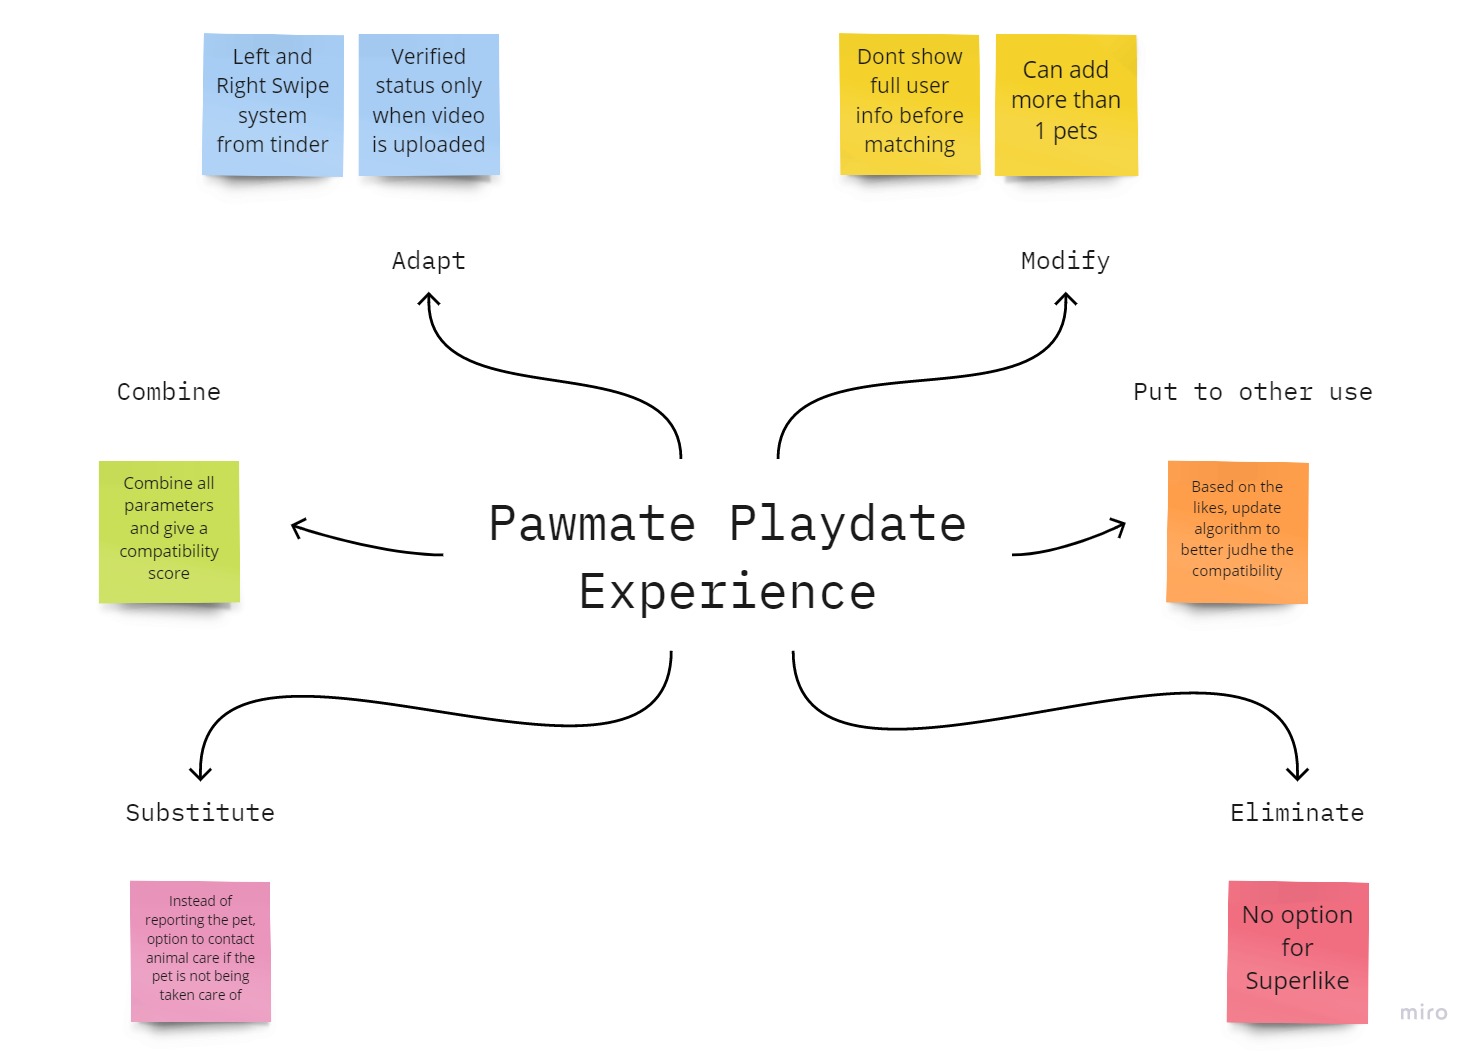 Left and
Right Swipe
system
from tinder
Verified
status only
when video
is uploaded
Dont show
full user
info before
matching
Can add
more than
1 pets
Adapt
Modify
Combine
Put to other use
Combine all
parameters
and give a
compatibility
score
Pawmate Playdate
Experience
Based on the
likes, update
algorithm to
better judhe the
compatibility
Substitute
Eliminate
Instead of
reporting the pet,
option to contact
animal care if the
pet is not being
taken care of
No option
for
Superlike
miro